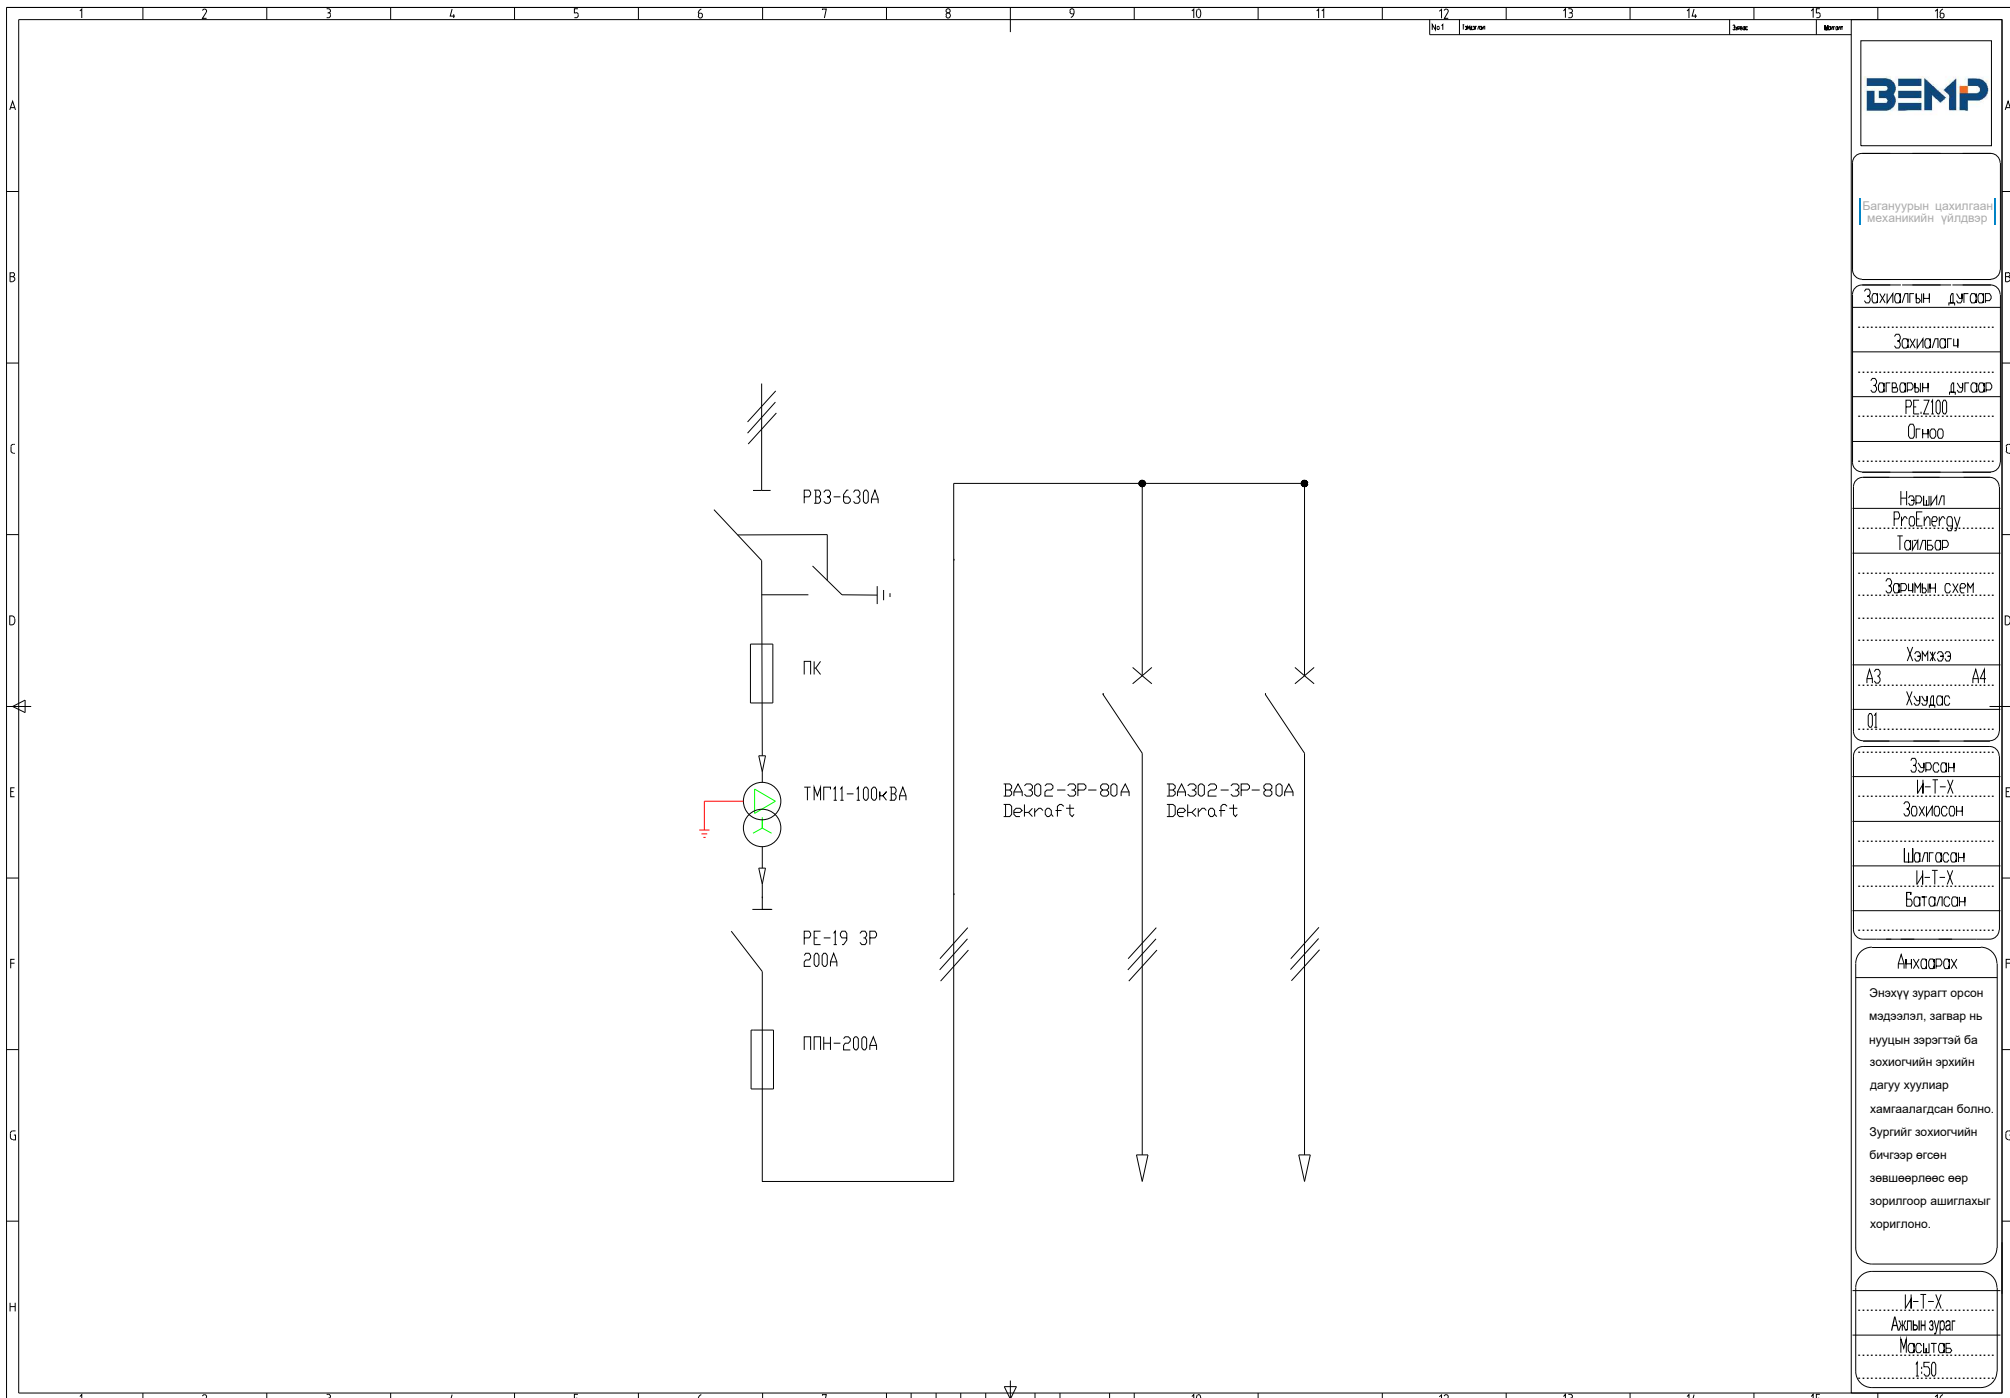 1 2 3 4 5 6 7 8 9 10 11 12 13 14 15 16
№1
A
B
C
D
E
F
G
H
РВЗ-630А
ПК
ТМГ11-100кВА
РЕ-19 3Р
200А
ППН-200А
ВА302-3Р-80А
Dekraft
ВА302-3Р-80А
Dekraft
BEMP
Багануурын цахилгаан
механикийн үйлдвэр
Захиалгын дугаар
Захиалагч
Загварын дугаар
PE.Z100
Огноо
Нэршил
ProEnergy
Тайлбар
Зарчмын схем
Хэмжээ
А3 А4
Хуудас
01
Зурсан
И-Т-Х
Зохиосон
Шалгасан
И-Т-Х
Баталсан
Анхаарах
Энэхүү зурагт орсон
мэдээлэл, загвар нь
нууцын зэрэгтэй ба
зохиогчийн эрхийн
дагуу хуулиар
хамгаалагдсан болно.
Зургийг зохиогчийн
бичгээр өгсөн
зөвшөөрлөөс өөр
зорилгоор ашиглахыг
хориглоно.
И-Т-Х
Ажлын зураг
Масштаб
1:50